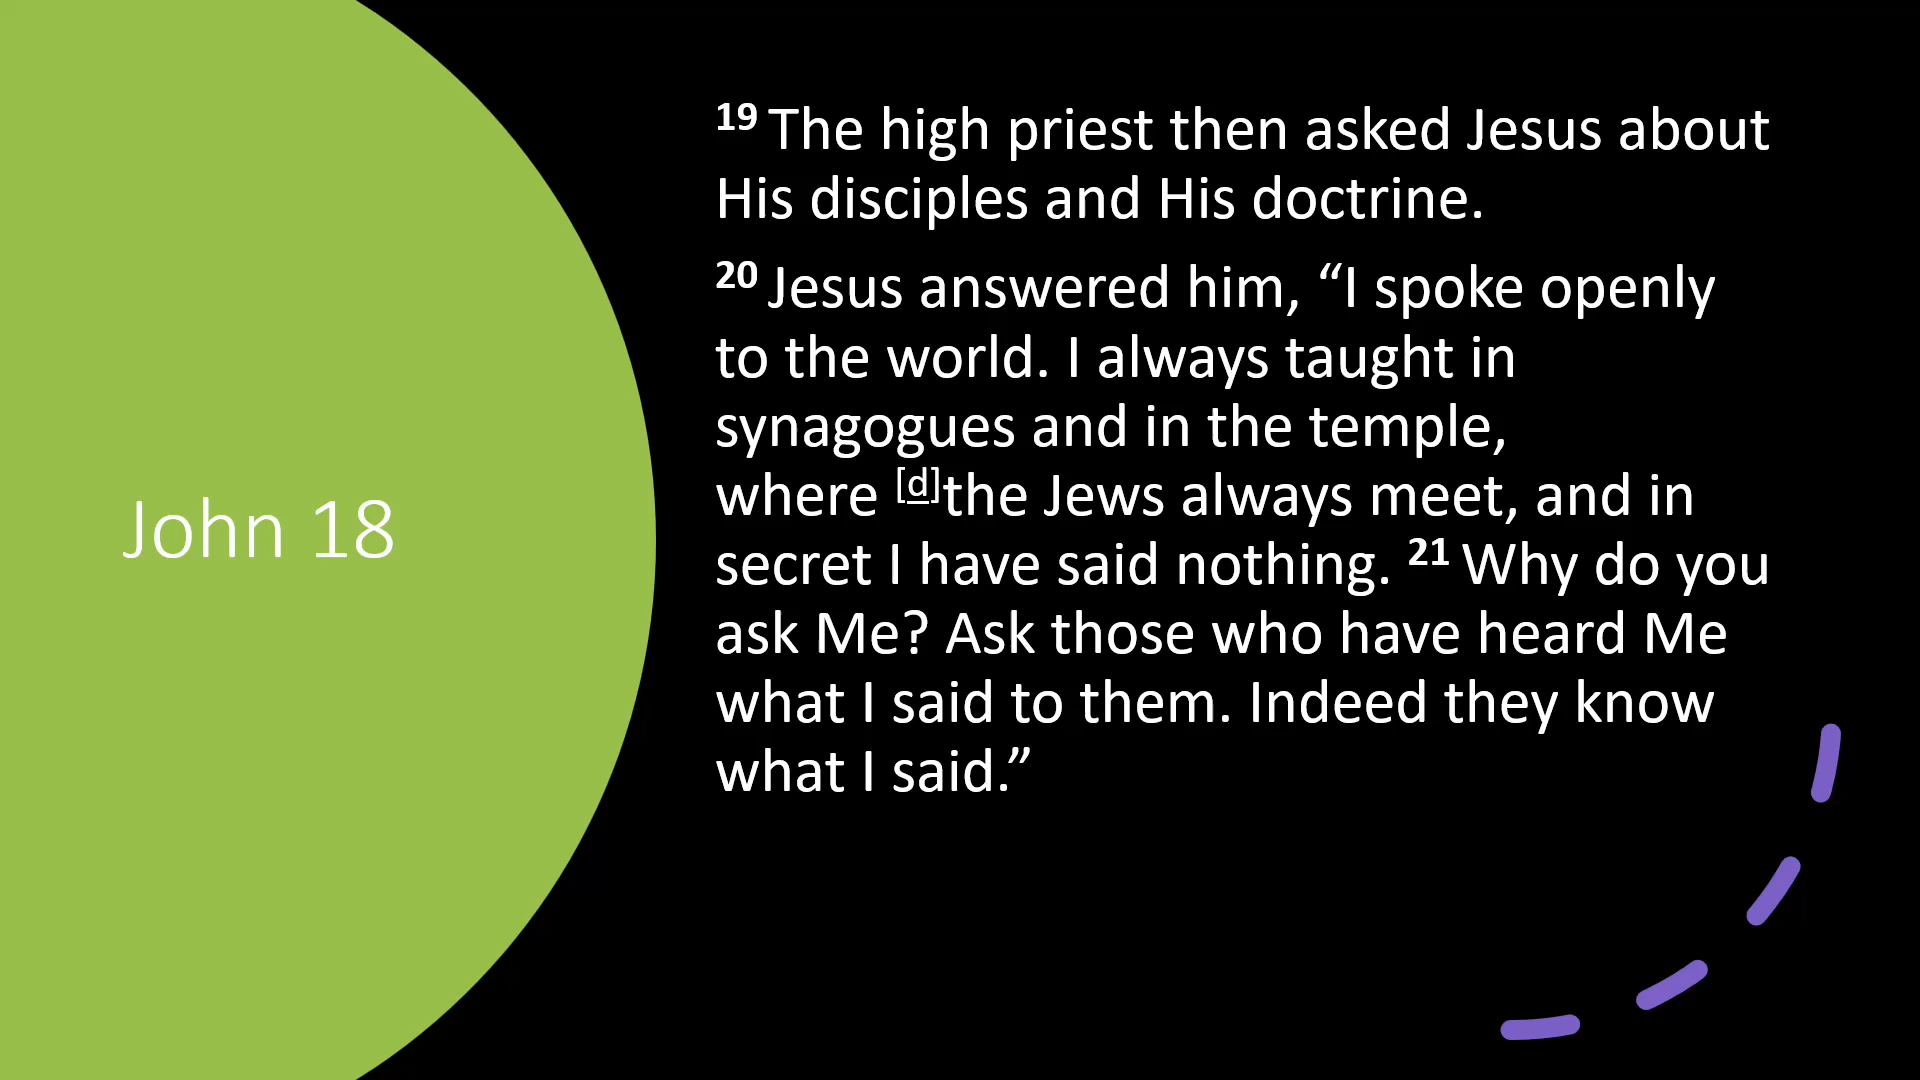 John 18
19 The high priest then asked Jesus about
His disciples and His doctrine.
20 Jesus answered him, “I spoke openly
to the world. I always taught in
synagogues and in the temple,
where [d]the Jews always meet, and in
secret I have said nothing. 21 Why do you
ask Me? Ask those who have heard Me
what I said to them. Indeed they know
what I said.”